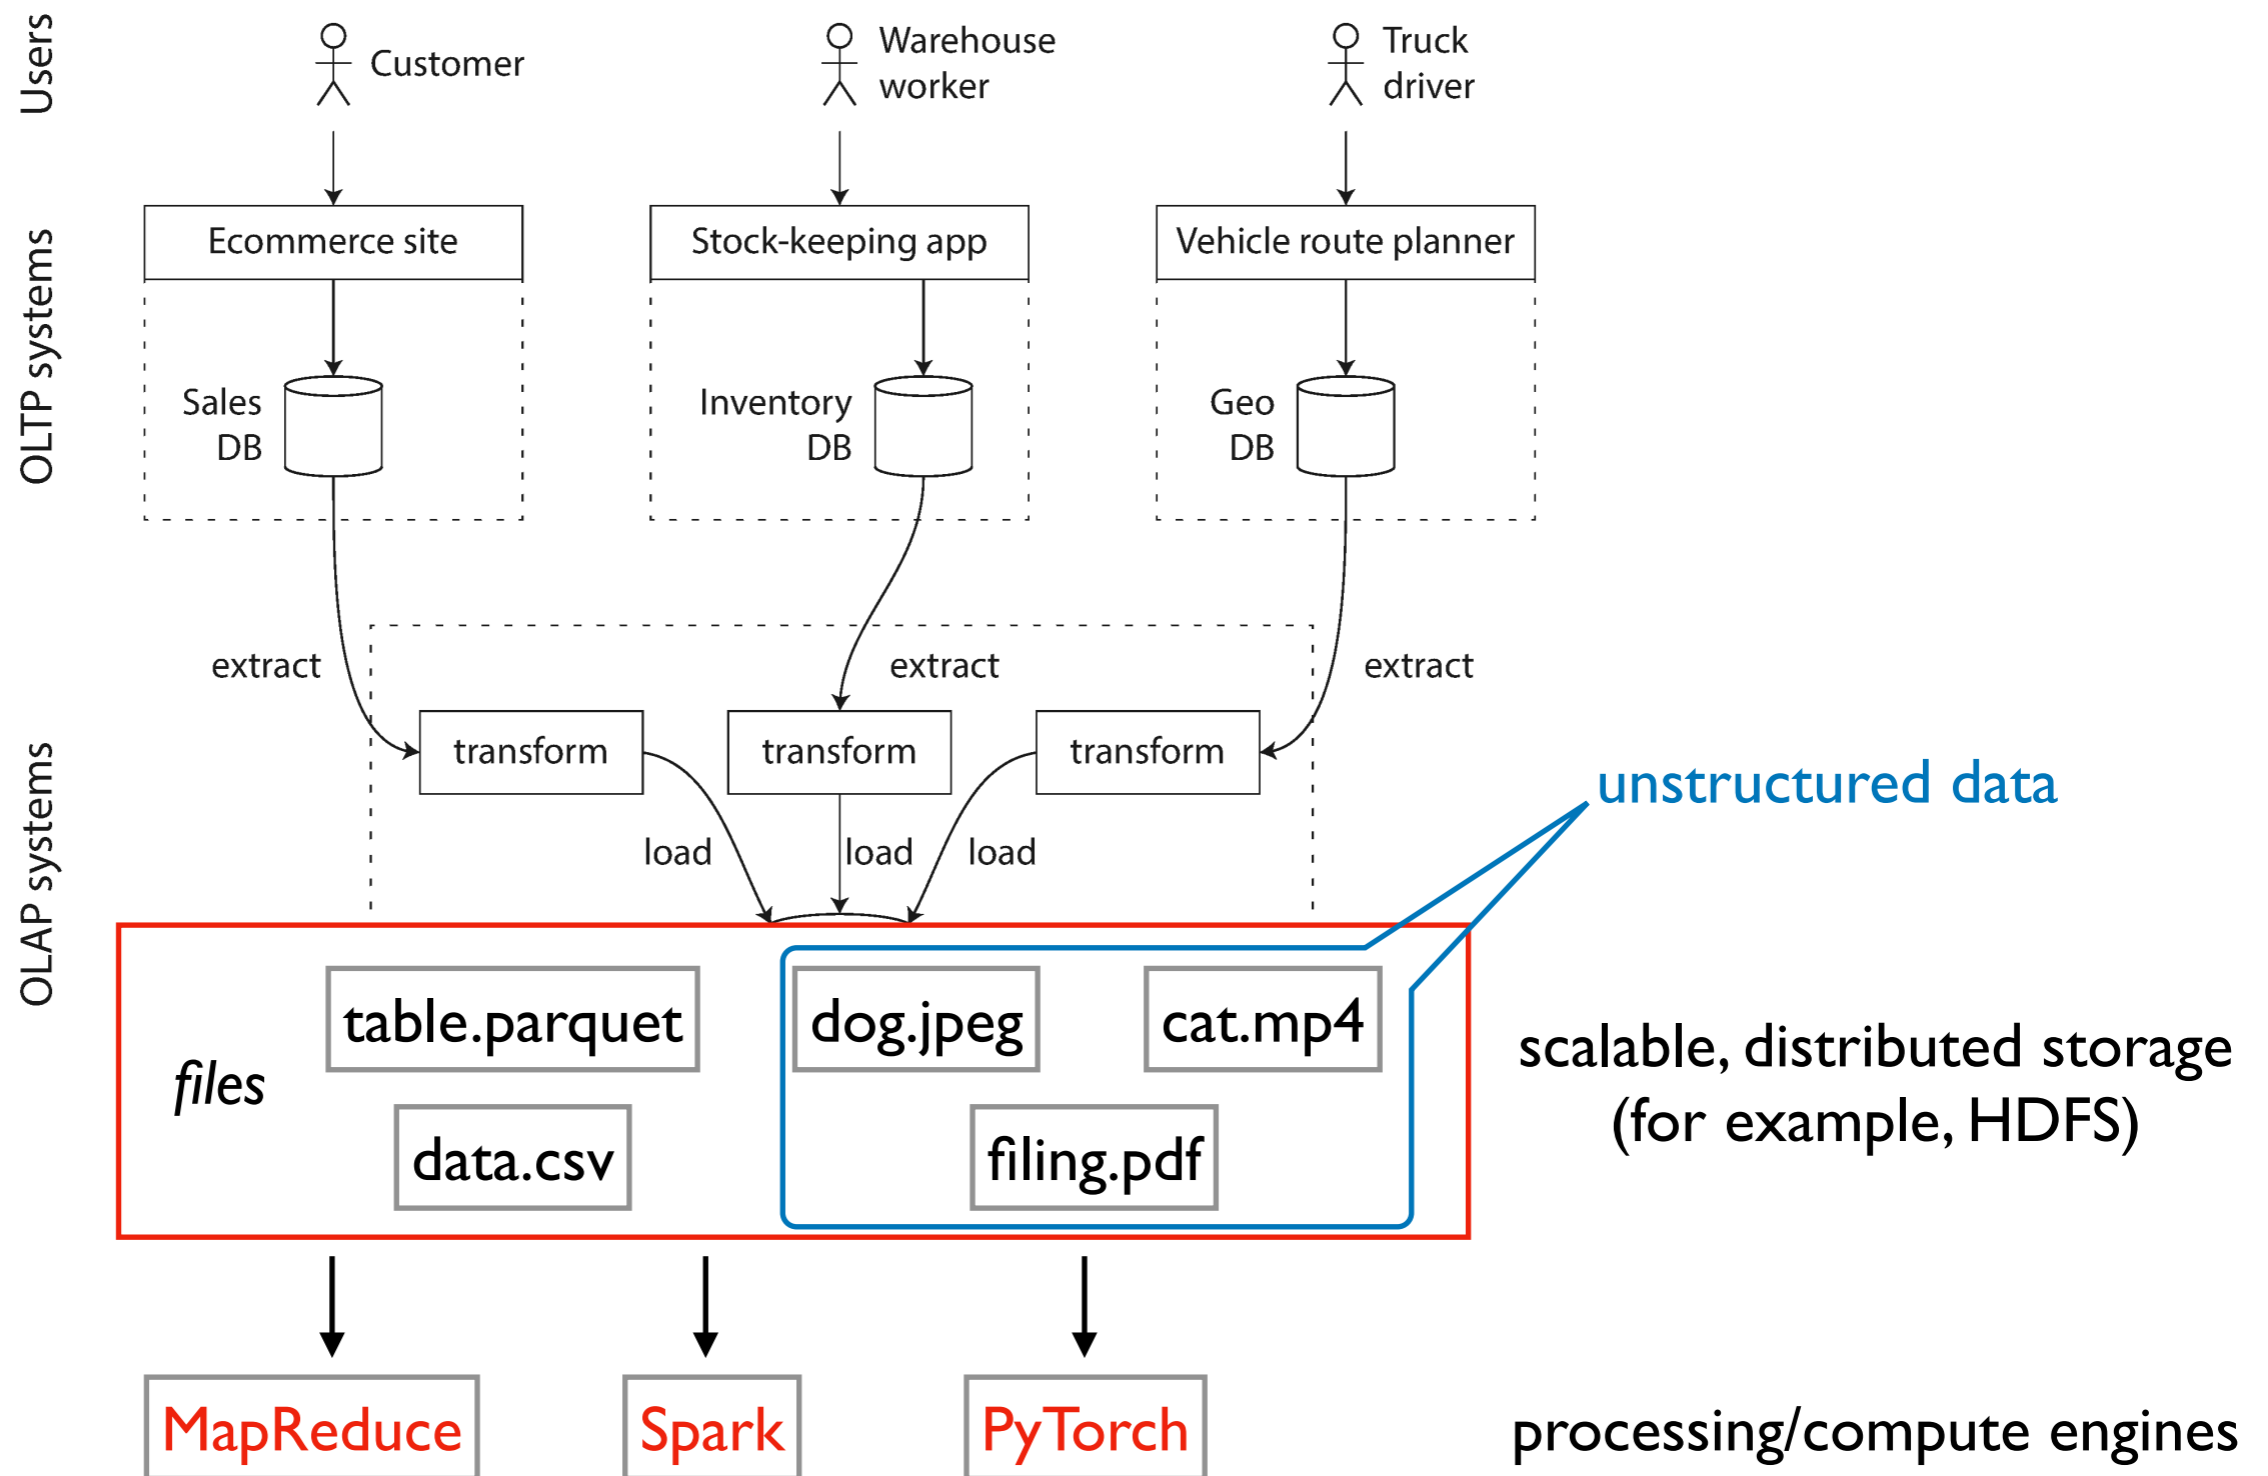 Users
Customer
Warehouse
worker
Truck
driver
OLTP systems
Ecommerce site
Stock-keeping app
Vehicle route planner
Sales
DB
Inventory
DB
Geo
DB
OLAP systems
extract
extract
extract
transform
transform
transform
unstructured data
load
load
load
files
table.parquet
dog.jpeg
cat.mp4
data.csv
filing.pdf
scalable, distributed storage
(for example, HDFS)
MapReduce
Spark
PyTorch
processing/compute engines